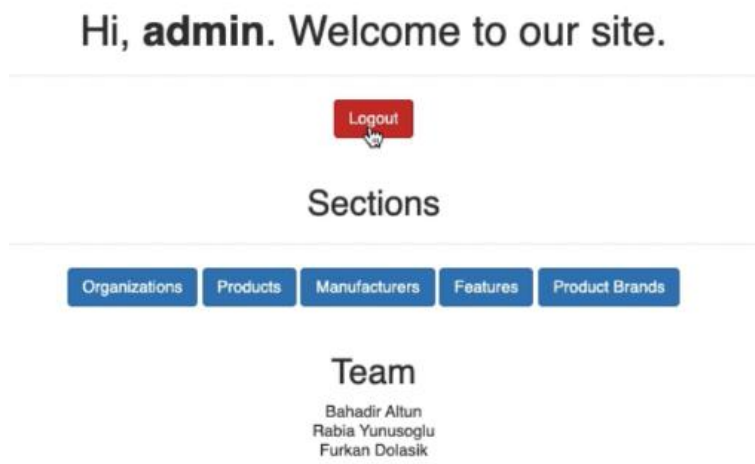 Hi, admin. Welcome to our site.
Logout
Sections
Organizations Products Manufacturers Features Product Brands
Team
Bahadir Altun
Rabia Yunusoglu
Furkan Dolasik